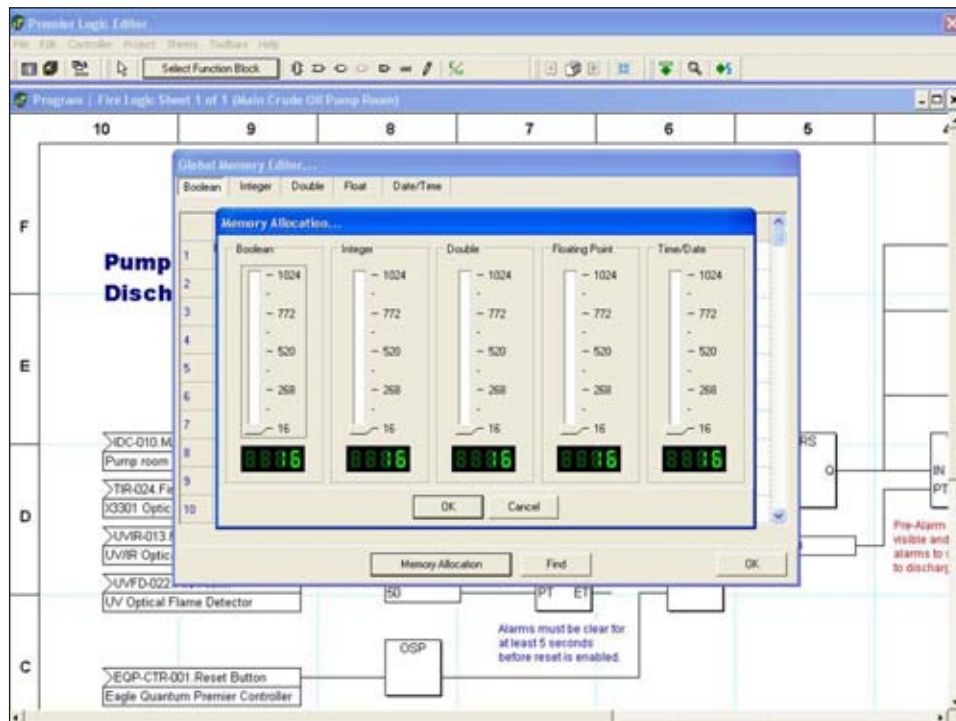 Premier Logic Editor
File Edit Controller Project Sheets Toolbars Help
Select Function Block
Program | Fire Logic Sheet 1 of 1 (Main Crude Oil Pump Room)
10 9 8 7 6 5 4
F
E
D
C
Pump
Disch
Global Memory Editor...
Boolean Integer Double Float Date/Time
1
2
3
4
5
6
7
8
9
10
Memory Allocation...
Boolean Integer Double Floating Point Time/Date
1024 1024 1024 1024 1024
772 772 772 772 772
520 520 520 520 520
268 268 268 268 268
16 16 16 16 16
16 16 16 16 16
OK Cancel
Memory Allocation Find OK
IDC-010.M
Pump room
TIR-024.Fi
X3301 Optic
UVIR-013.
UV/IR Optic
UVFD-022
UV Optical Flame Detector
50
PT ET
RS
Q
IN
PT
Pre-Alarm
visible and
alarms to
to discharg
Alarms must be clear for
at least 5 seconds
before reset is enabled.
OSP
EQP-CTR-001.Reset Button
Eagle Quantum Premier Controller